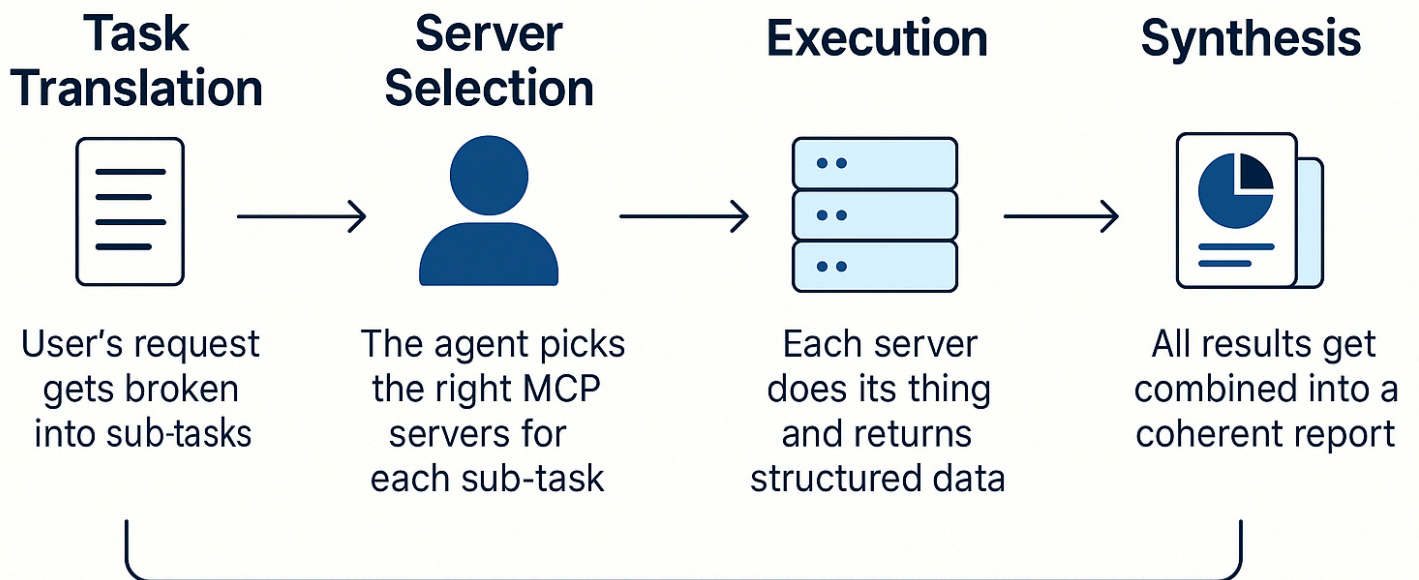 Task
Translation
User's request
gets broken
into sub-tasks
Server
Selection
The agent picks
the right MCP
servers for
each sub-task
Execution
Each server
does its thing
and returns
structured data
Synthesis
All results get
combined into a
coherent report